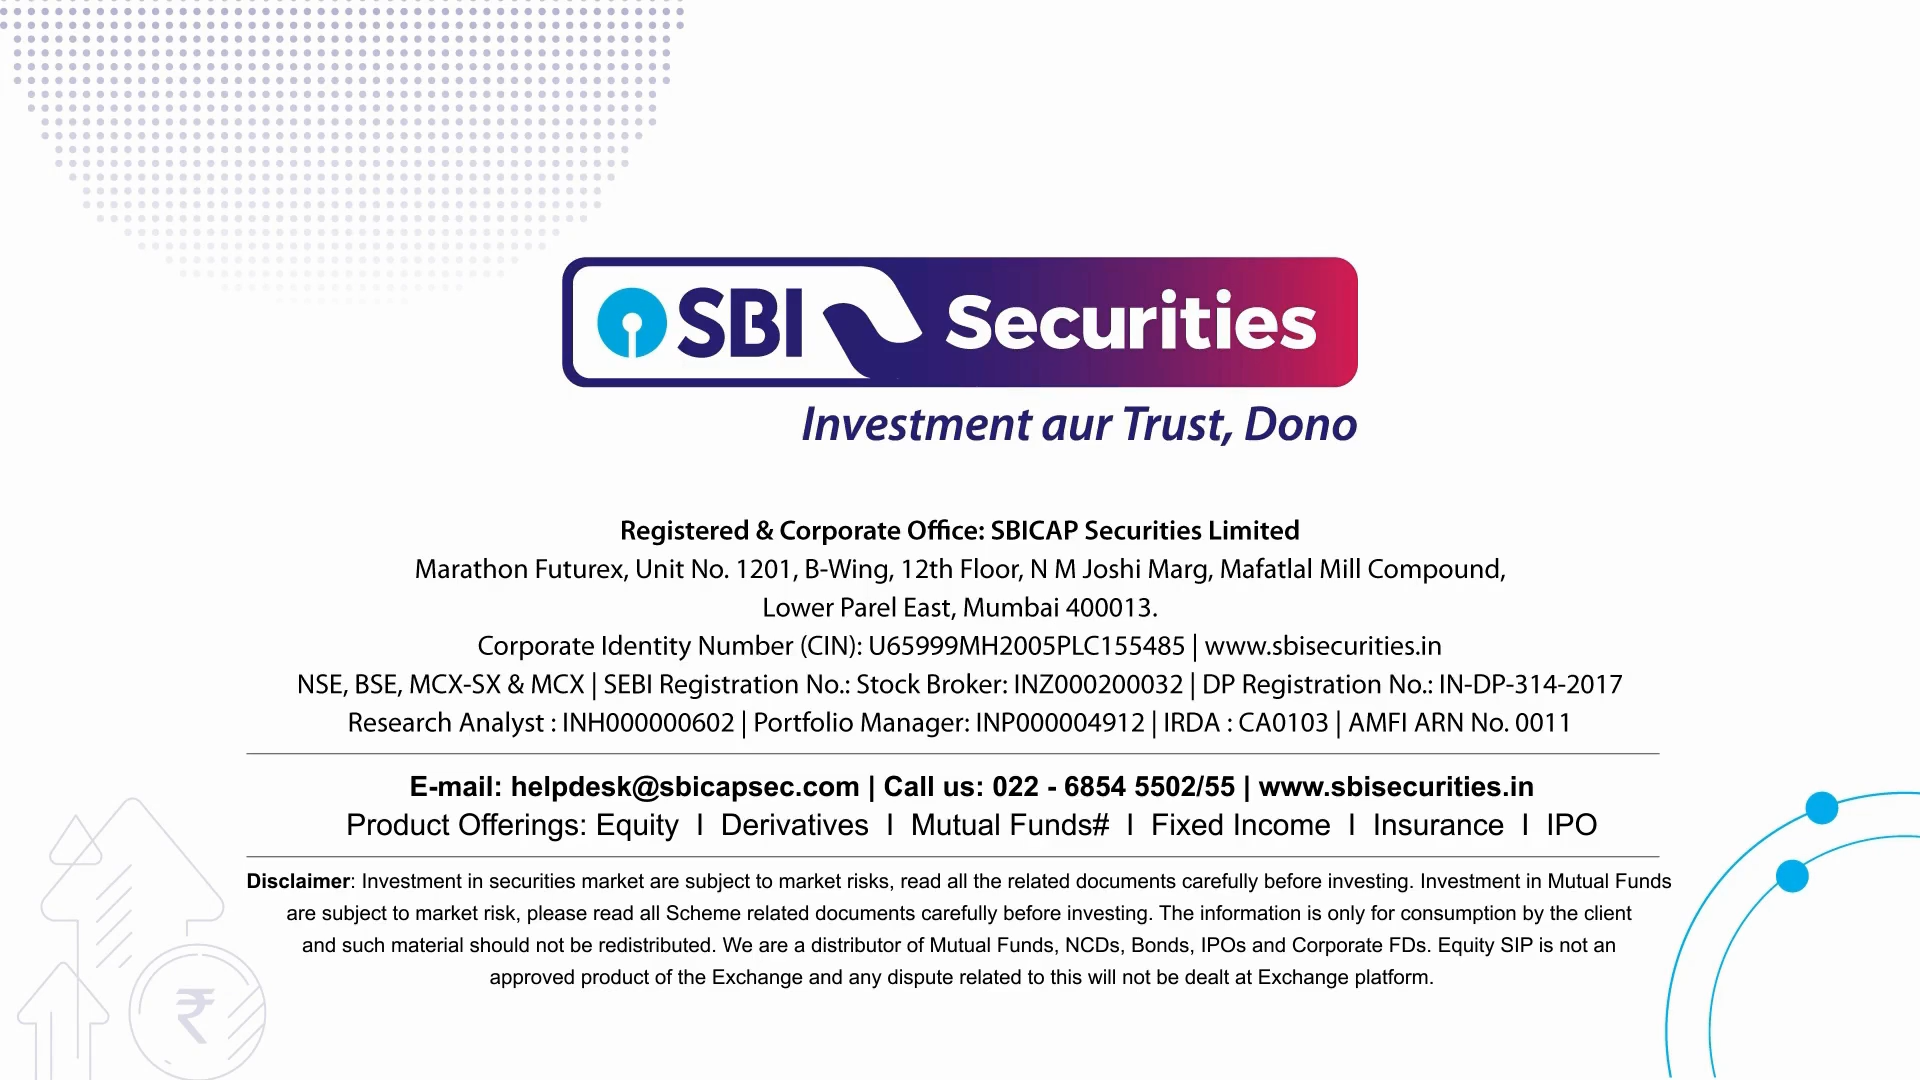 SBI Securities
Investment aur Trust, Dono
Registered & Corporate Office: SBICAP Securities Limited
Marathon Futurex, Unit No. 1201, B-Wing, 12th Floor, N M Joshi Marg, Mafatlal Mill Compound,
Lower Parel East, Mumbai 400013.
Corporate Identity Number (CIN): U65999MH2005PLC155485 | www.sbisecurities.in
NSE, BSE, MCX-SX & MCX | SEBI Registration No.: Stock Broker: INZ000200032 | DP Registration No.: IN-DP-314-2017
Research Analyst : INH000000602 | Portfolio Manager: INP000004912 | IRDA : CA0103 | AMFI ARN No. 0011
E-mail: helpdesk@sbicapsec.com | Call us: 022 - 6854 5502/55 | www.sbisecurities.in
Product Offerings: Equity I Derivatives I Mutual Funds# I Fixed Income I Insurance I IPO
Disclaimer: Investment in securities market are subject to market risks, read all the related documents carefully before investing. Investment in Mutual Funds
are subject to market risk, please read all Scheme related documents carefully before investing. The information is only for consumption by the client
and such material should not be redistributed. We are a distributor of Mutual Funds, NCDs, Bonds, IPOs and Corporate FDs. Equity SIP is not an
approved product of the Exchange and any dispute related to this will not be dealt at Exchange platform.
₹